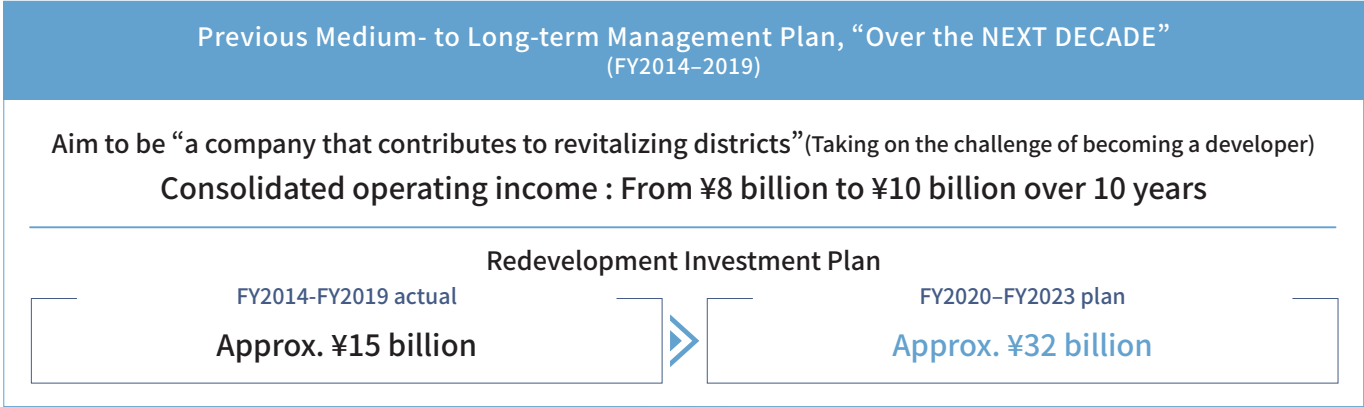 Previous Medium- to Long-term Management Plan, “Over the NEXT DECADE”
(FY2014–2019)
Aim to be “a company that contributes to revitalizing districts”(Taking on the challenge of becoming a developer)
Consolidated operating income : From ¥8 billion to ¥10 billion over 10 years
Redevelopment Investment Plan
FY2014-FY2019 actual
Approx. ¥15 billion
FY2020–FY2023 plan
Approx. ¥32 billion